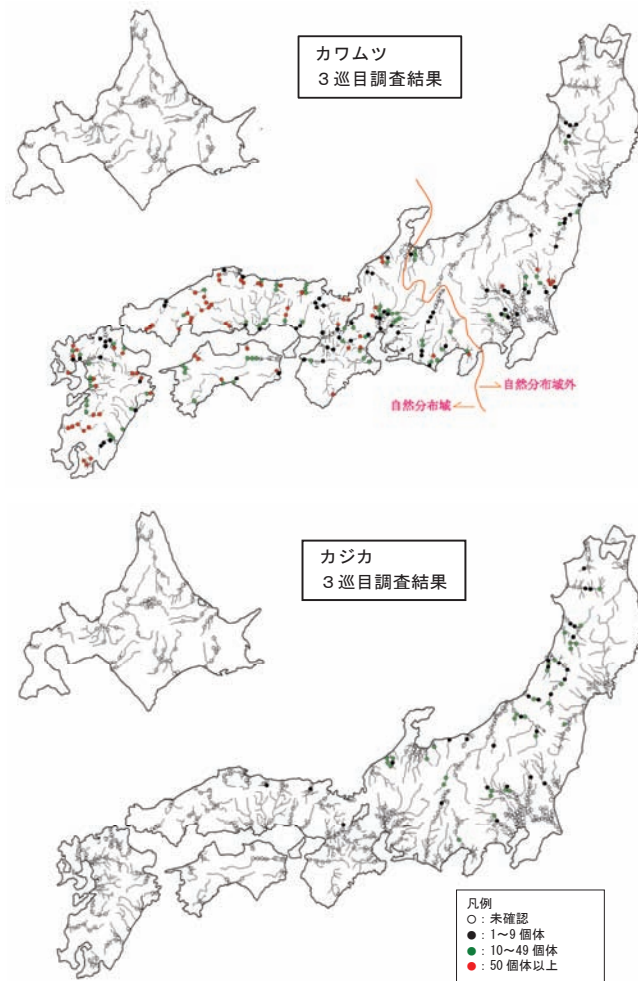 カワムツ
３巡目調査結果
自然分布域外
自然分布域
カジカ
３巡目調査結果
凡例
○：未確認
●：1～9 個体
●：10～49 個体
●：50 個体以上